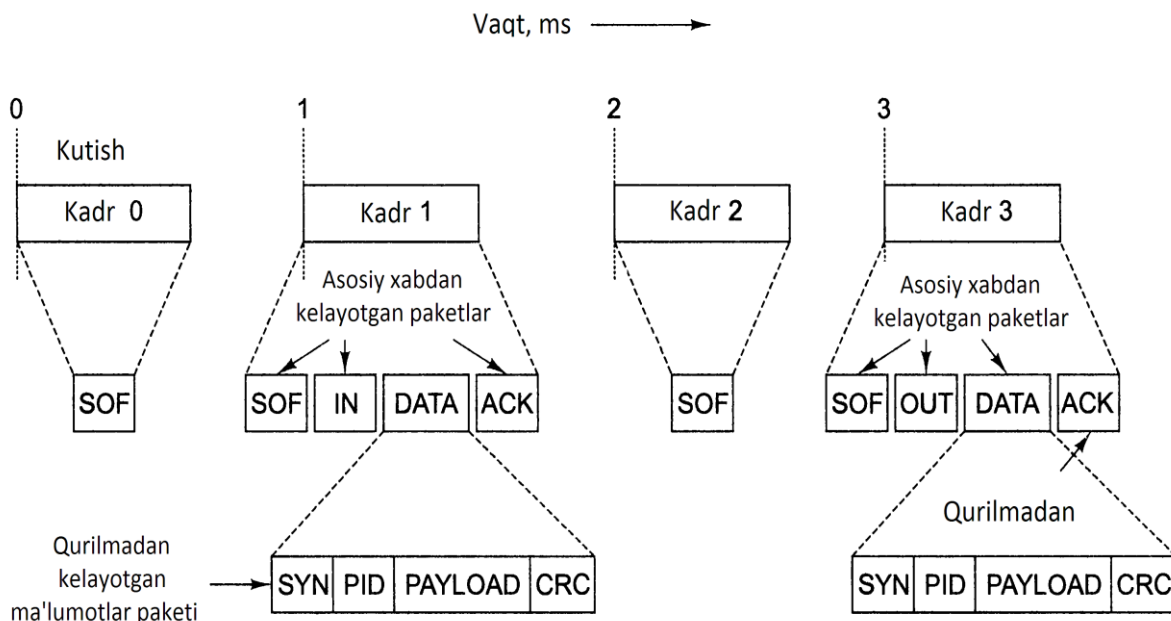 Vaqt, ms
0 1 2 3
Kutish
Kadr 0 Kadr 1 Kadr 2 Kadr 3
Asosiy xabdan
kelayotgan paketlar
Asosiy xabdan
kelayotgan paketlar
SOF SOF IN DATA ACK SOF SOF OUT DATA ACK
Qurilmadan
Qurilmadan
kelayotgan
ma'lumotlar paketi
SYN PID PAYLOAD CRC SYN PID PAYLOAD CRC